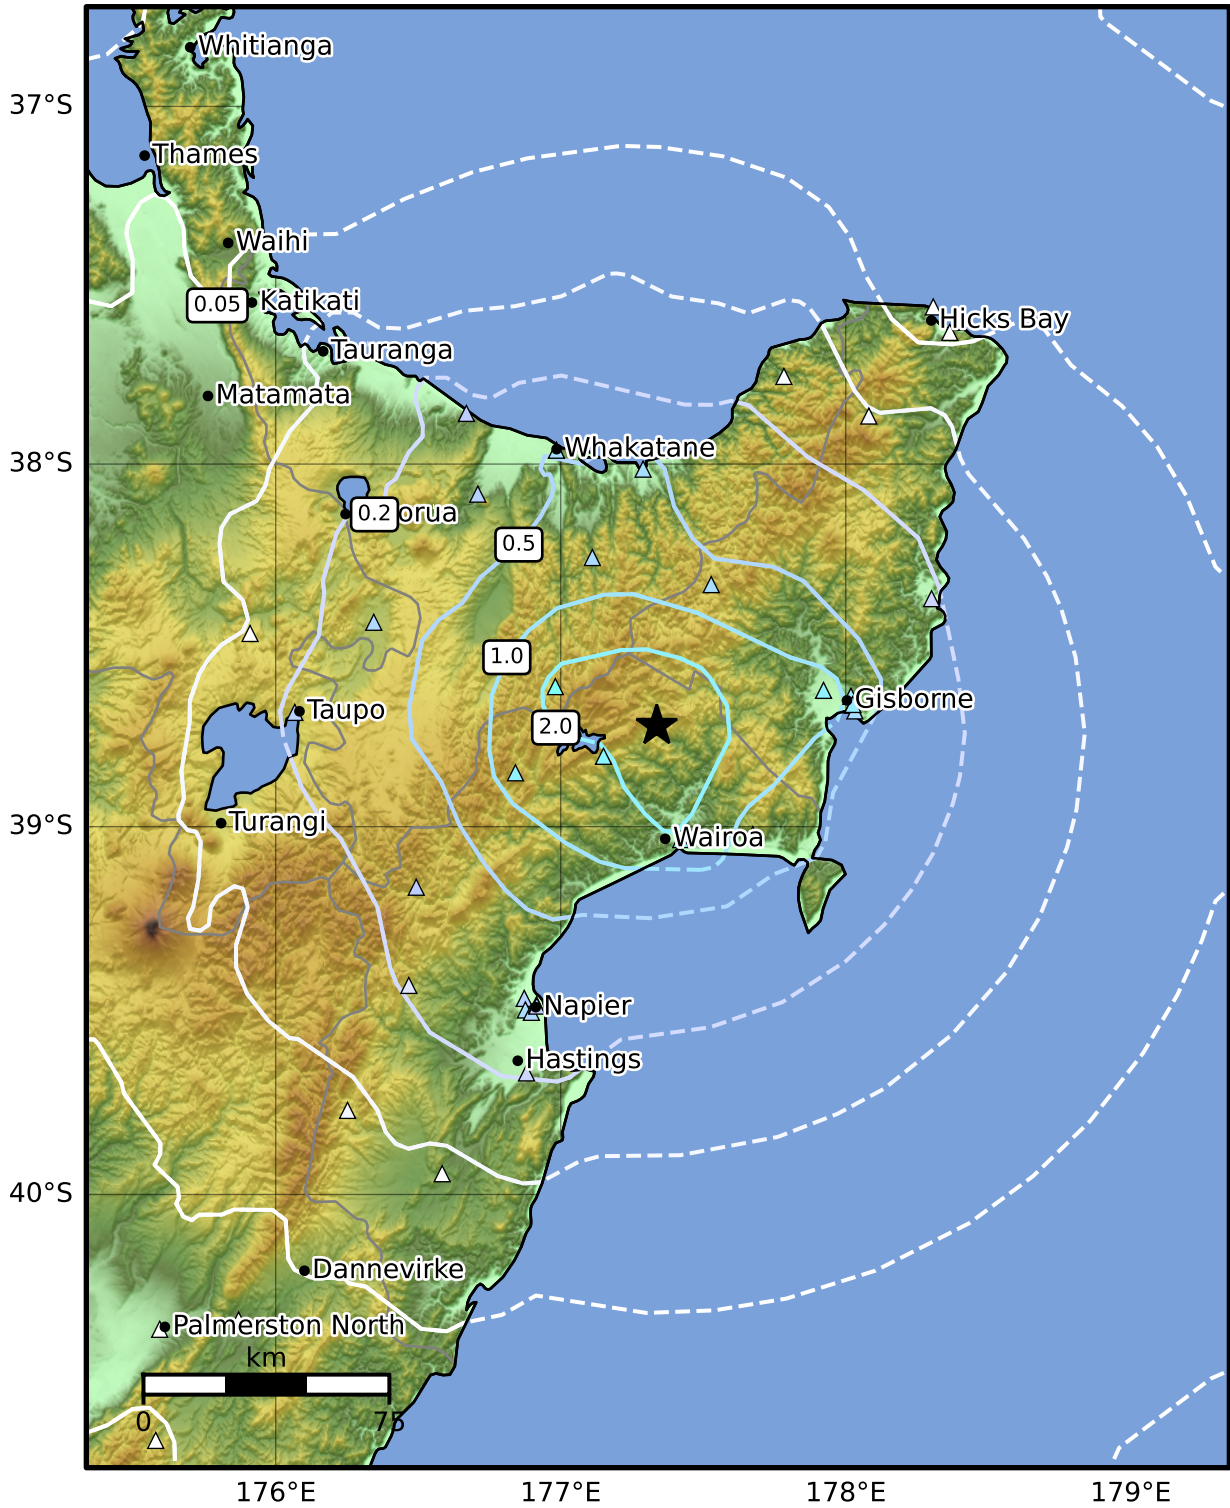 Whitianga
37°S
Thames
Waihi
0.05
Katikati
Hicks Bay
Tauranga
Matamata
Whakatane
38°S
0.2
orua
0.5
1.0
Gisborne
Taupo
2.0
39°S
Turangi
Wairoa
Napier
Hastings
40°S
Dannevirke
Palmerston North
km
0
75
176°E
177°E
178°E
179°E